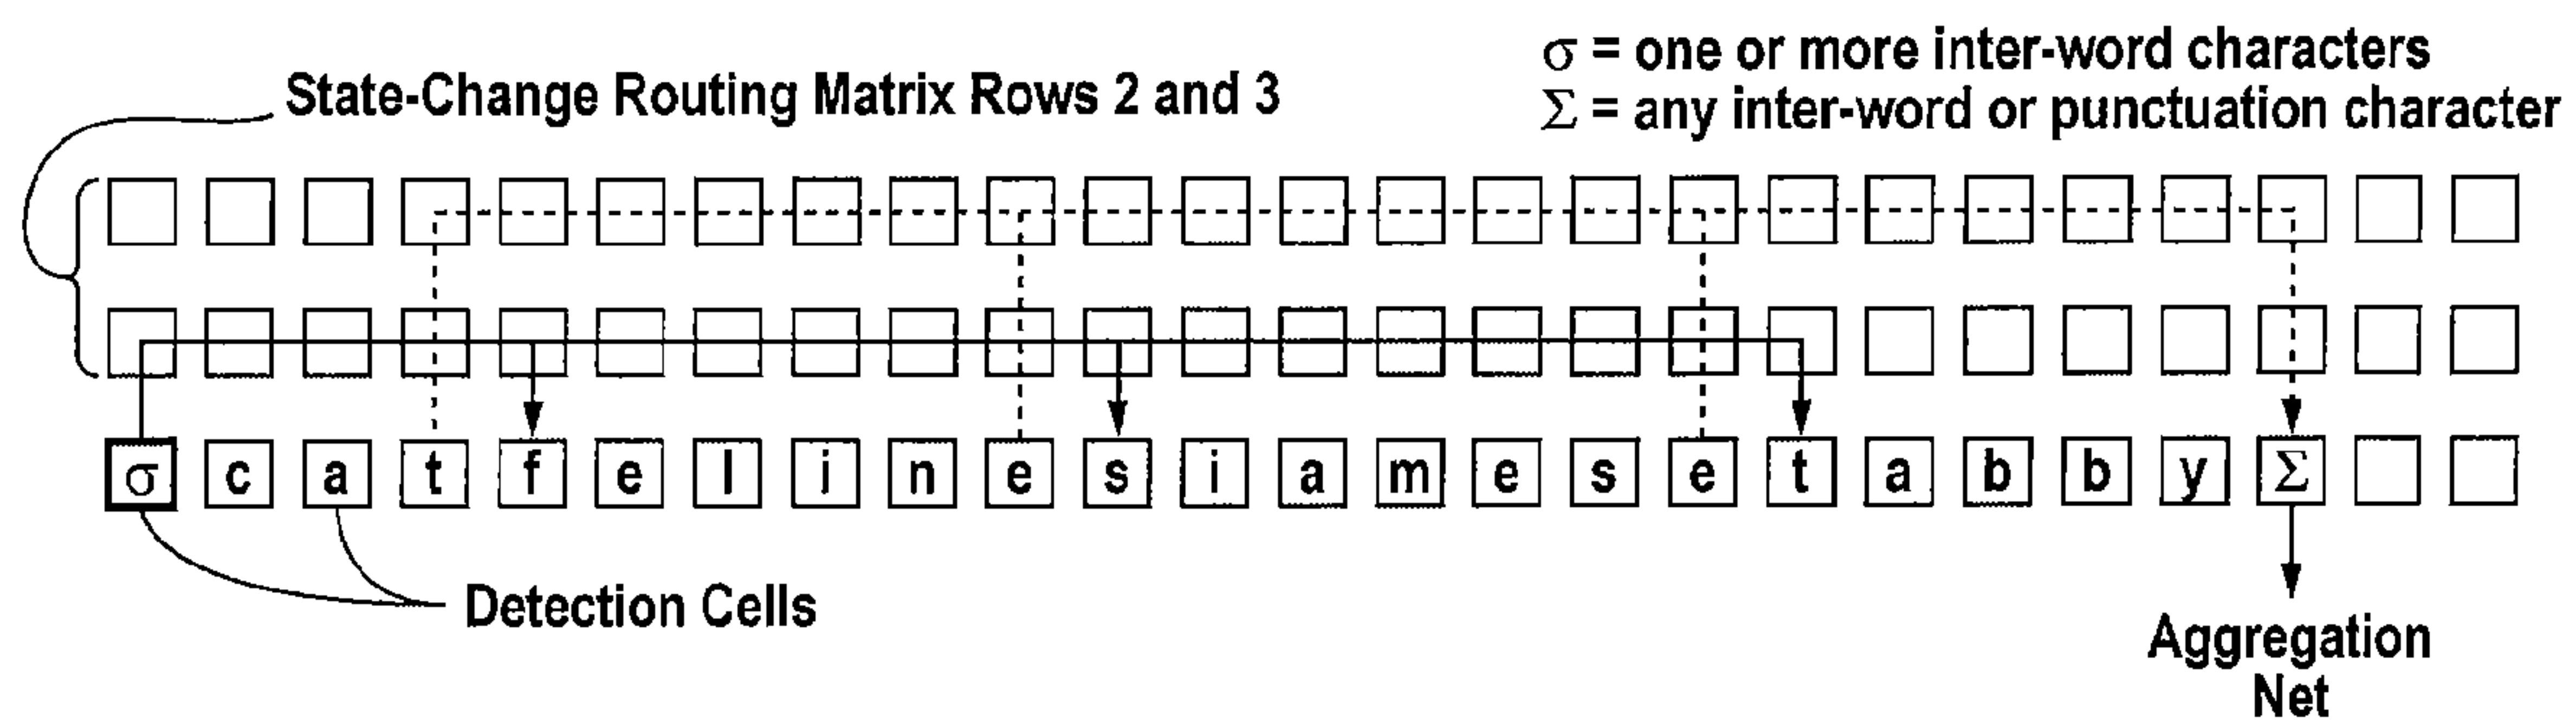 σ = one or more inter-word characters
State-Change Routing Matrix Rows 2 and 3
Σ = any inter-word or punctuation character
σ c a t f e l i n e s i a m e s e t a b b y Σ
Detection Cells
Aggregation
Net